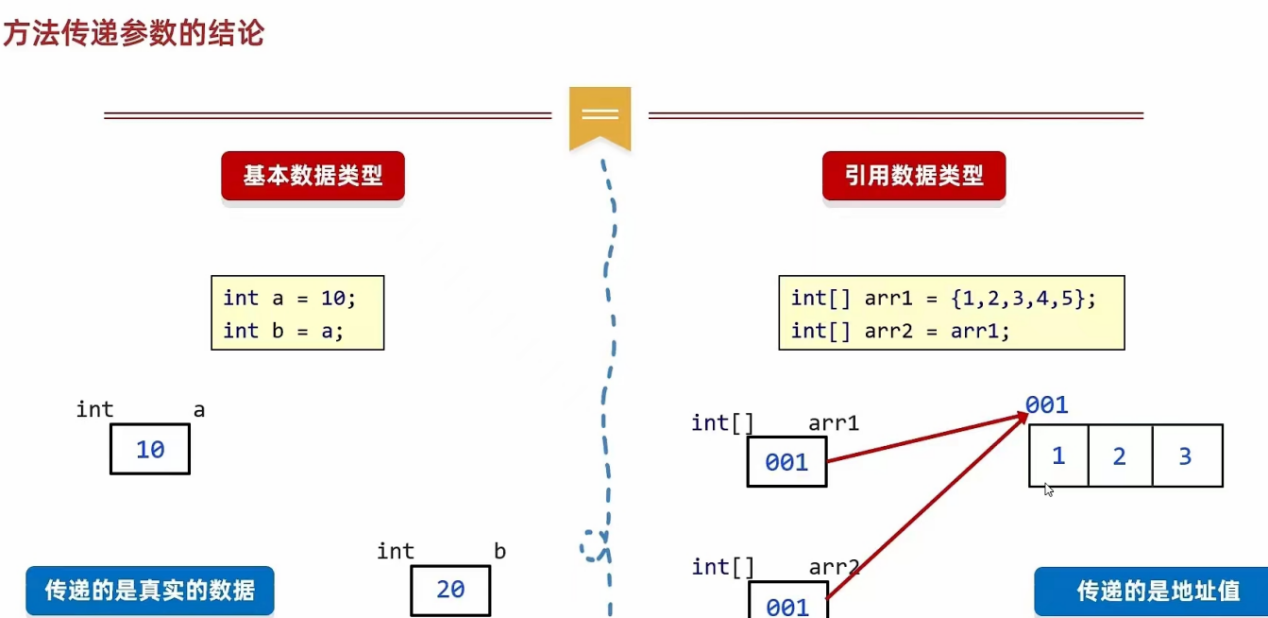 方法传递参数的结论
基本数据类型
int a = 10;
int b = a;
int a
10
int b
20
传递的是真实的数据
引用数据类型
int[] arr1 = {1,2,3,4,5};
int[] arr2 = arr1;
int[] arr1
001
001
1 2 3
int[] arr2
001
传递的是地址值